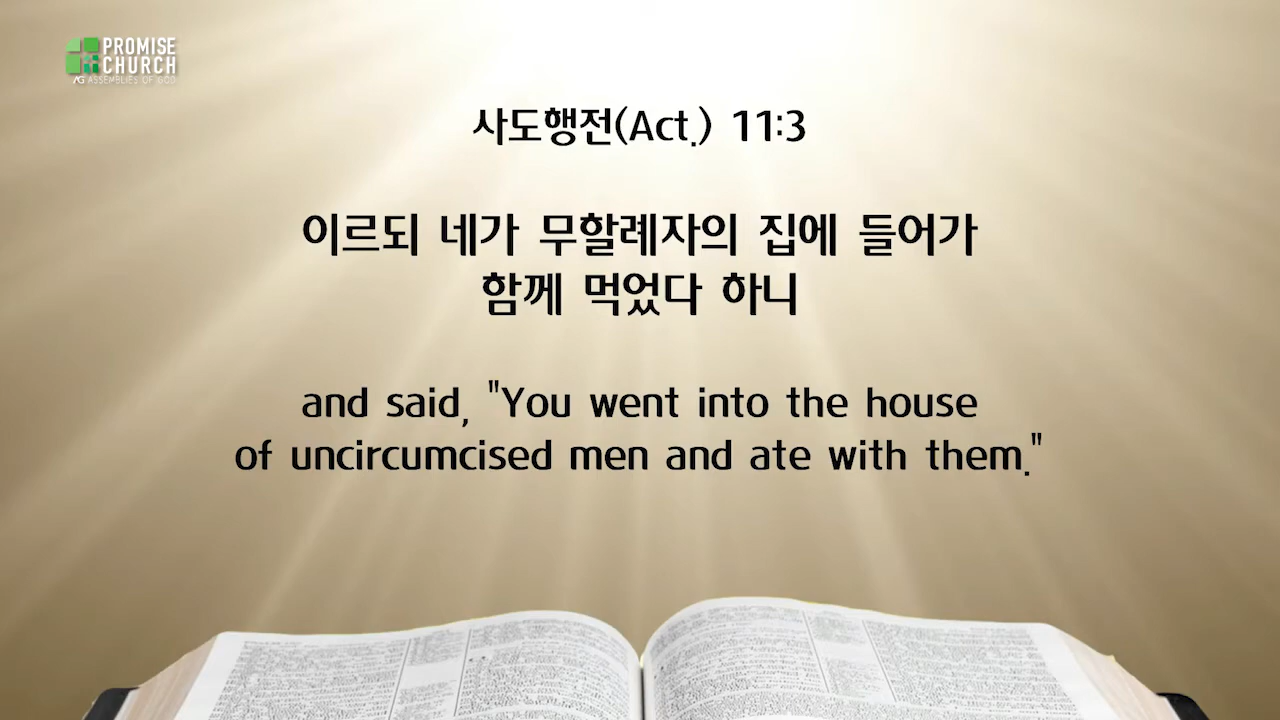 PROMISE
CHURCH
AG ASSEMBLIES OF GOD
사도행전(Act.) 11:3
이르되 네가 무할례자의 집에 들어가
함께 먹었다 하니
and said, "You went into the house
of uncircumcised men and ate with them."